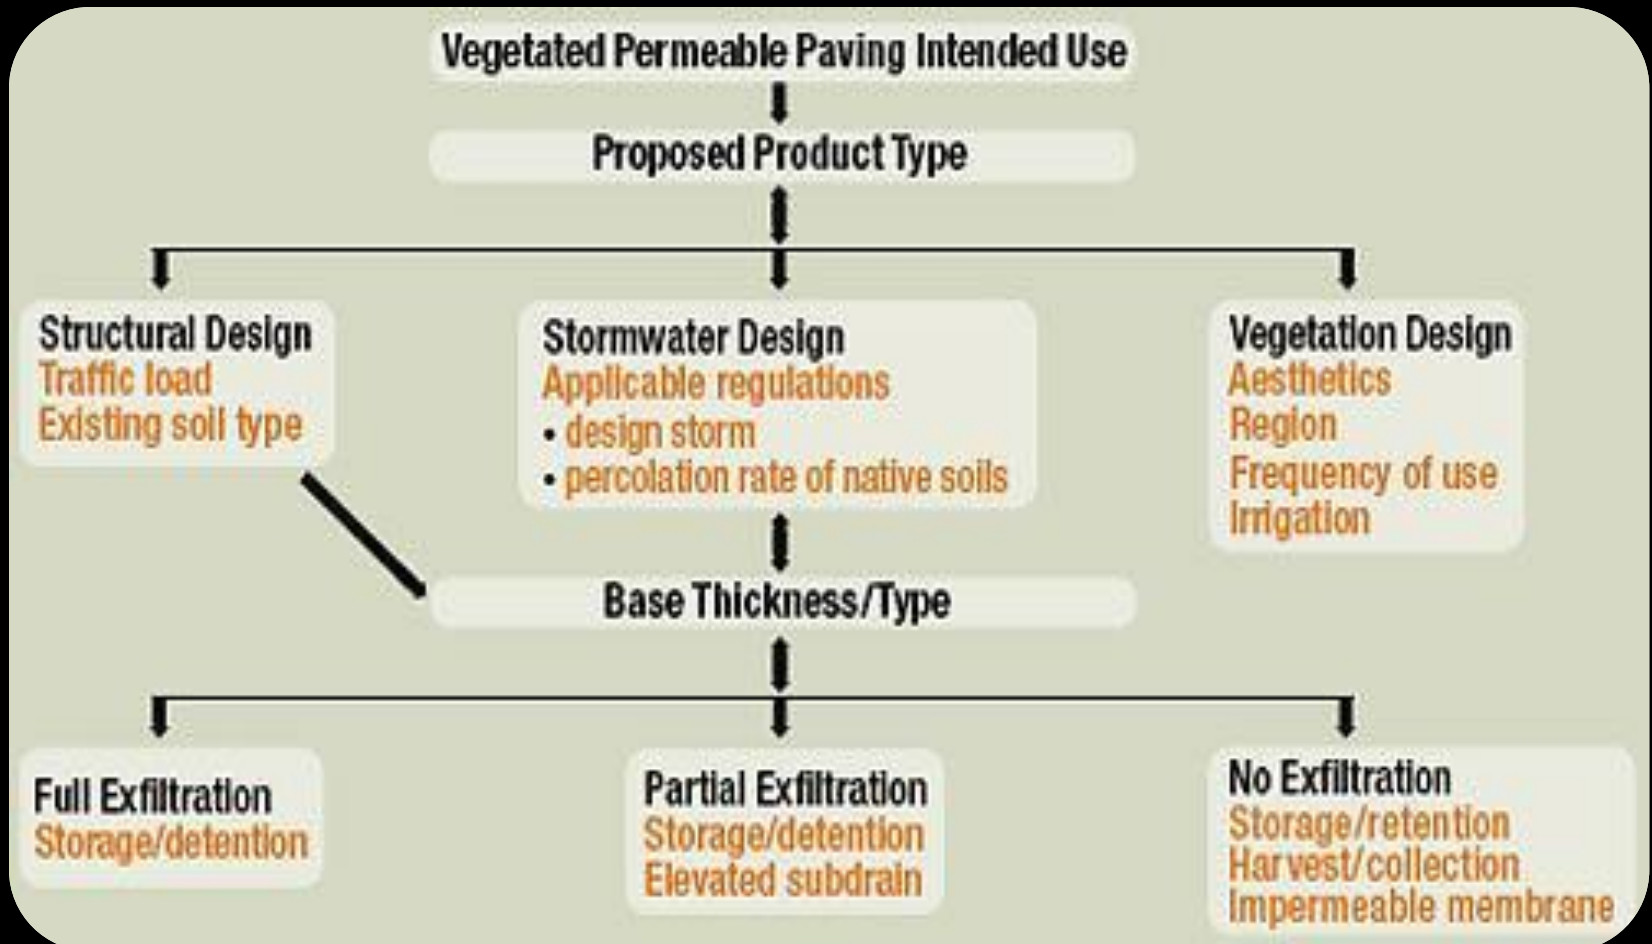 Vegetated Permeable Paving Intended Use
Proposed Product Type
Structural Design
Traffic load
Existing soil type
Stormwater Design
Applicable regulations
• design storm
• percolation rate of native soils
Vegetation Design
Aesthetics
Region
Frequency of use
Irrigation
Base Thickness/Type
Full Exfiltration
Storage/detention
Partial Exfiltration
Storage/detention
Elevated subdrain
No Exfiltration
Storage/retention
Harvest/collection
Impermeable membrane